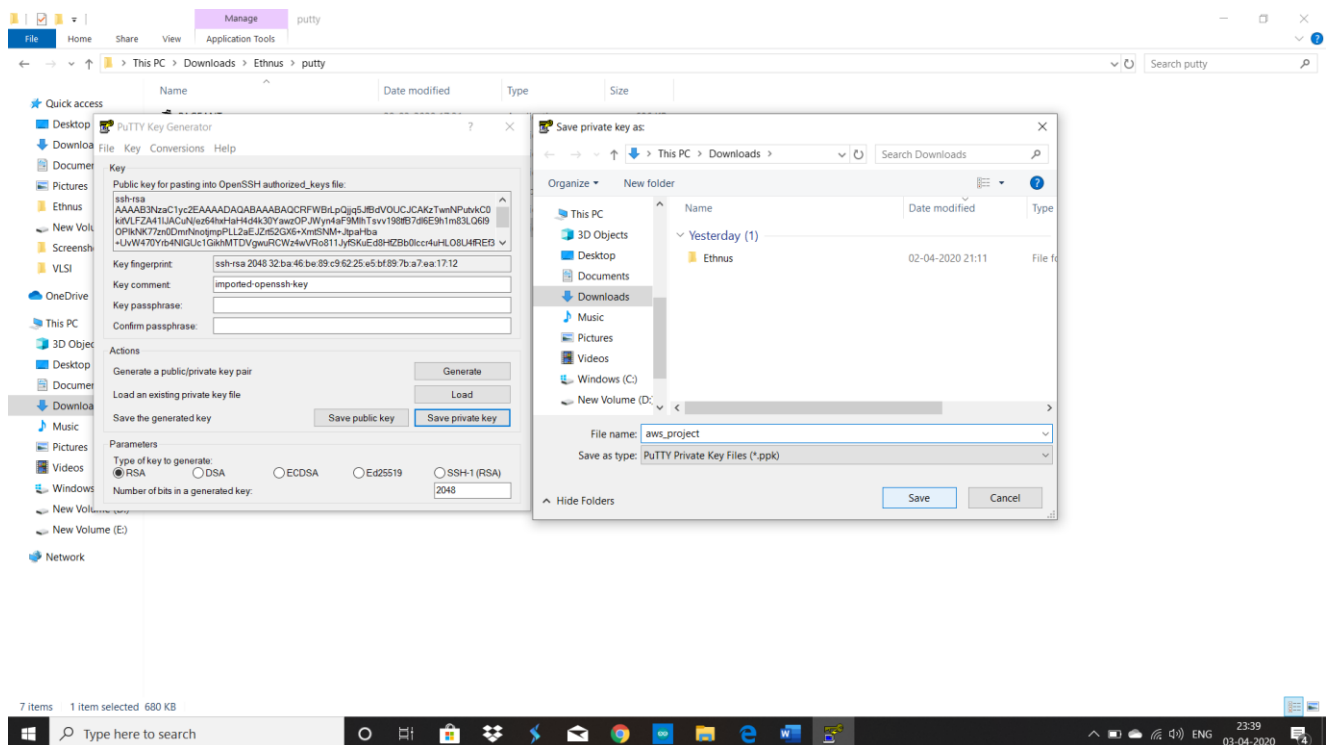 Manage
putty
File
Home
Share
View
Application Tools
This PC > Downloads > Ethnus > putty
Search putty
Name
Date modified
Type
Size
Quick access
Desktop
Pictures
Ethnus
VLSI
OneDrive
This PC
Desktop
Music
Pictures
Videos
Windows
New Volume (E:)
Network
PuTTY Key Generator
?
File Key Conversions Help
Key
Public key for pasting into OpenSSH authorized_keys file:
ssh-rsa
Key fingerprint:
ssh-rsa 2048 32:ba:46:be:89:c9:62:25:e5:bf:89:7b:a7:ea:17:12
Key comment:
imported-openssh-key
Key passphrase:
Confirm passphrase:
Actions
Generate a public/private key pair
Generate
Load an existing private key file
Load
Save the generated key
Save public key
Save private key
Parameters
Type of key to generate:
RSA
DSA
ECDSA
Ed25519
SSH-1 (RSA)
Number of bits in a generated key:
2048
Save private key as:
This PC > Downloads >
Search Downloads
Organize
New folder
Name
Date modified
Type
This PC
3D Objects
Desktop
Documents
Downloads
Music
Pictures
Videos
Windows (C:)
New Volume (D:
Yesterday (1)
Ethnus
02-04-2020 21:11
File fo
File name:
aws_project
Save as type:
PuTTY Private Key Files (*.ppk)
Hide Folders
Save
Cancel
7 items
1 item selected 680 KB
Type here to search
ENG
23:39
03-04-2020
4